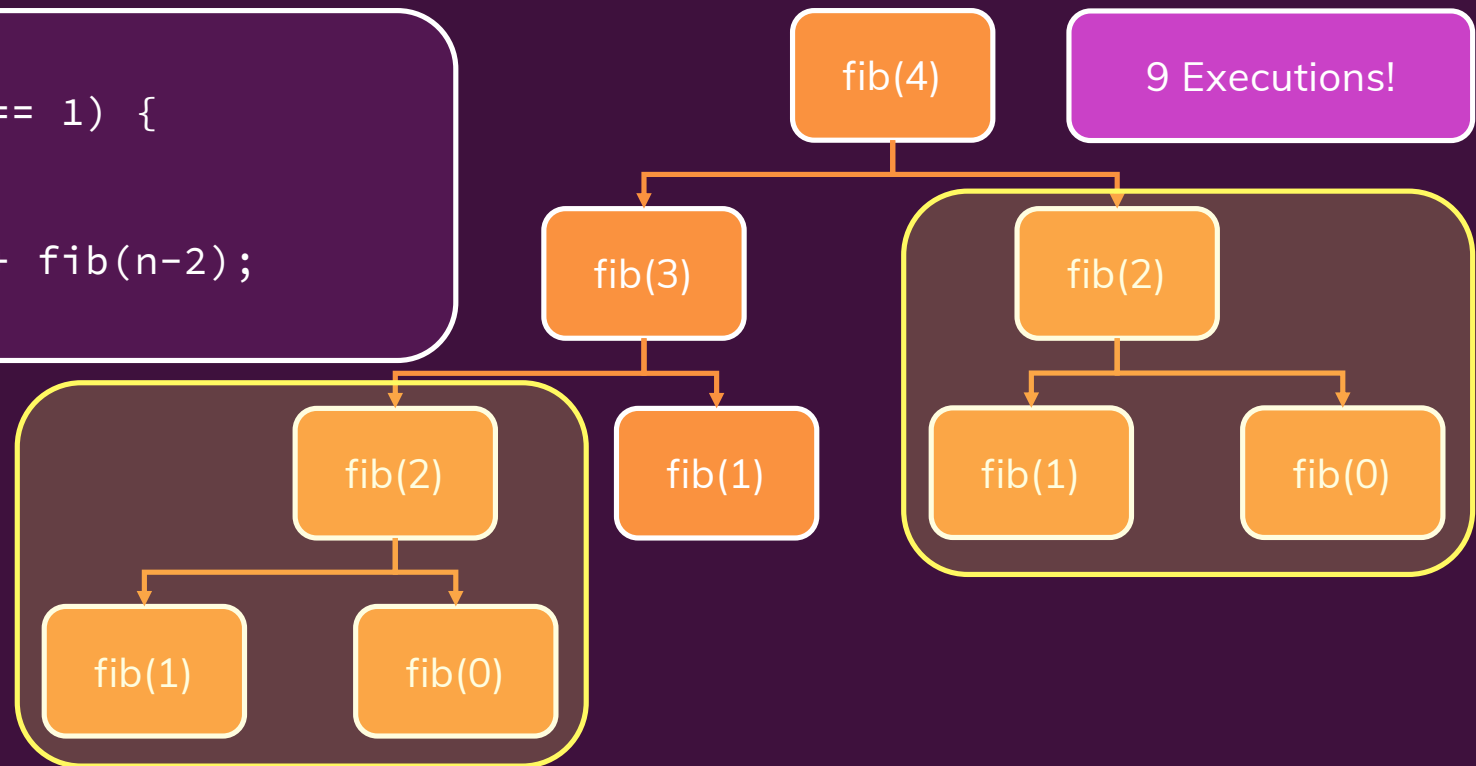 == 1) {
fib(n-2);
fib(4)
9 Executions!
fib(3)
fib(2)
fib(2)
fib(1)
fib(1)
fib(0)
fib(1)
fib(0)